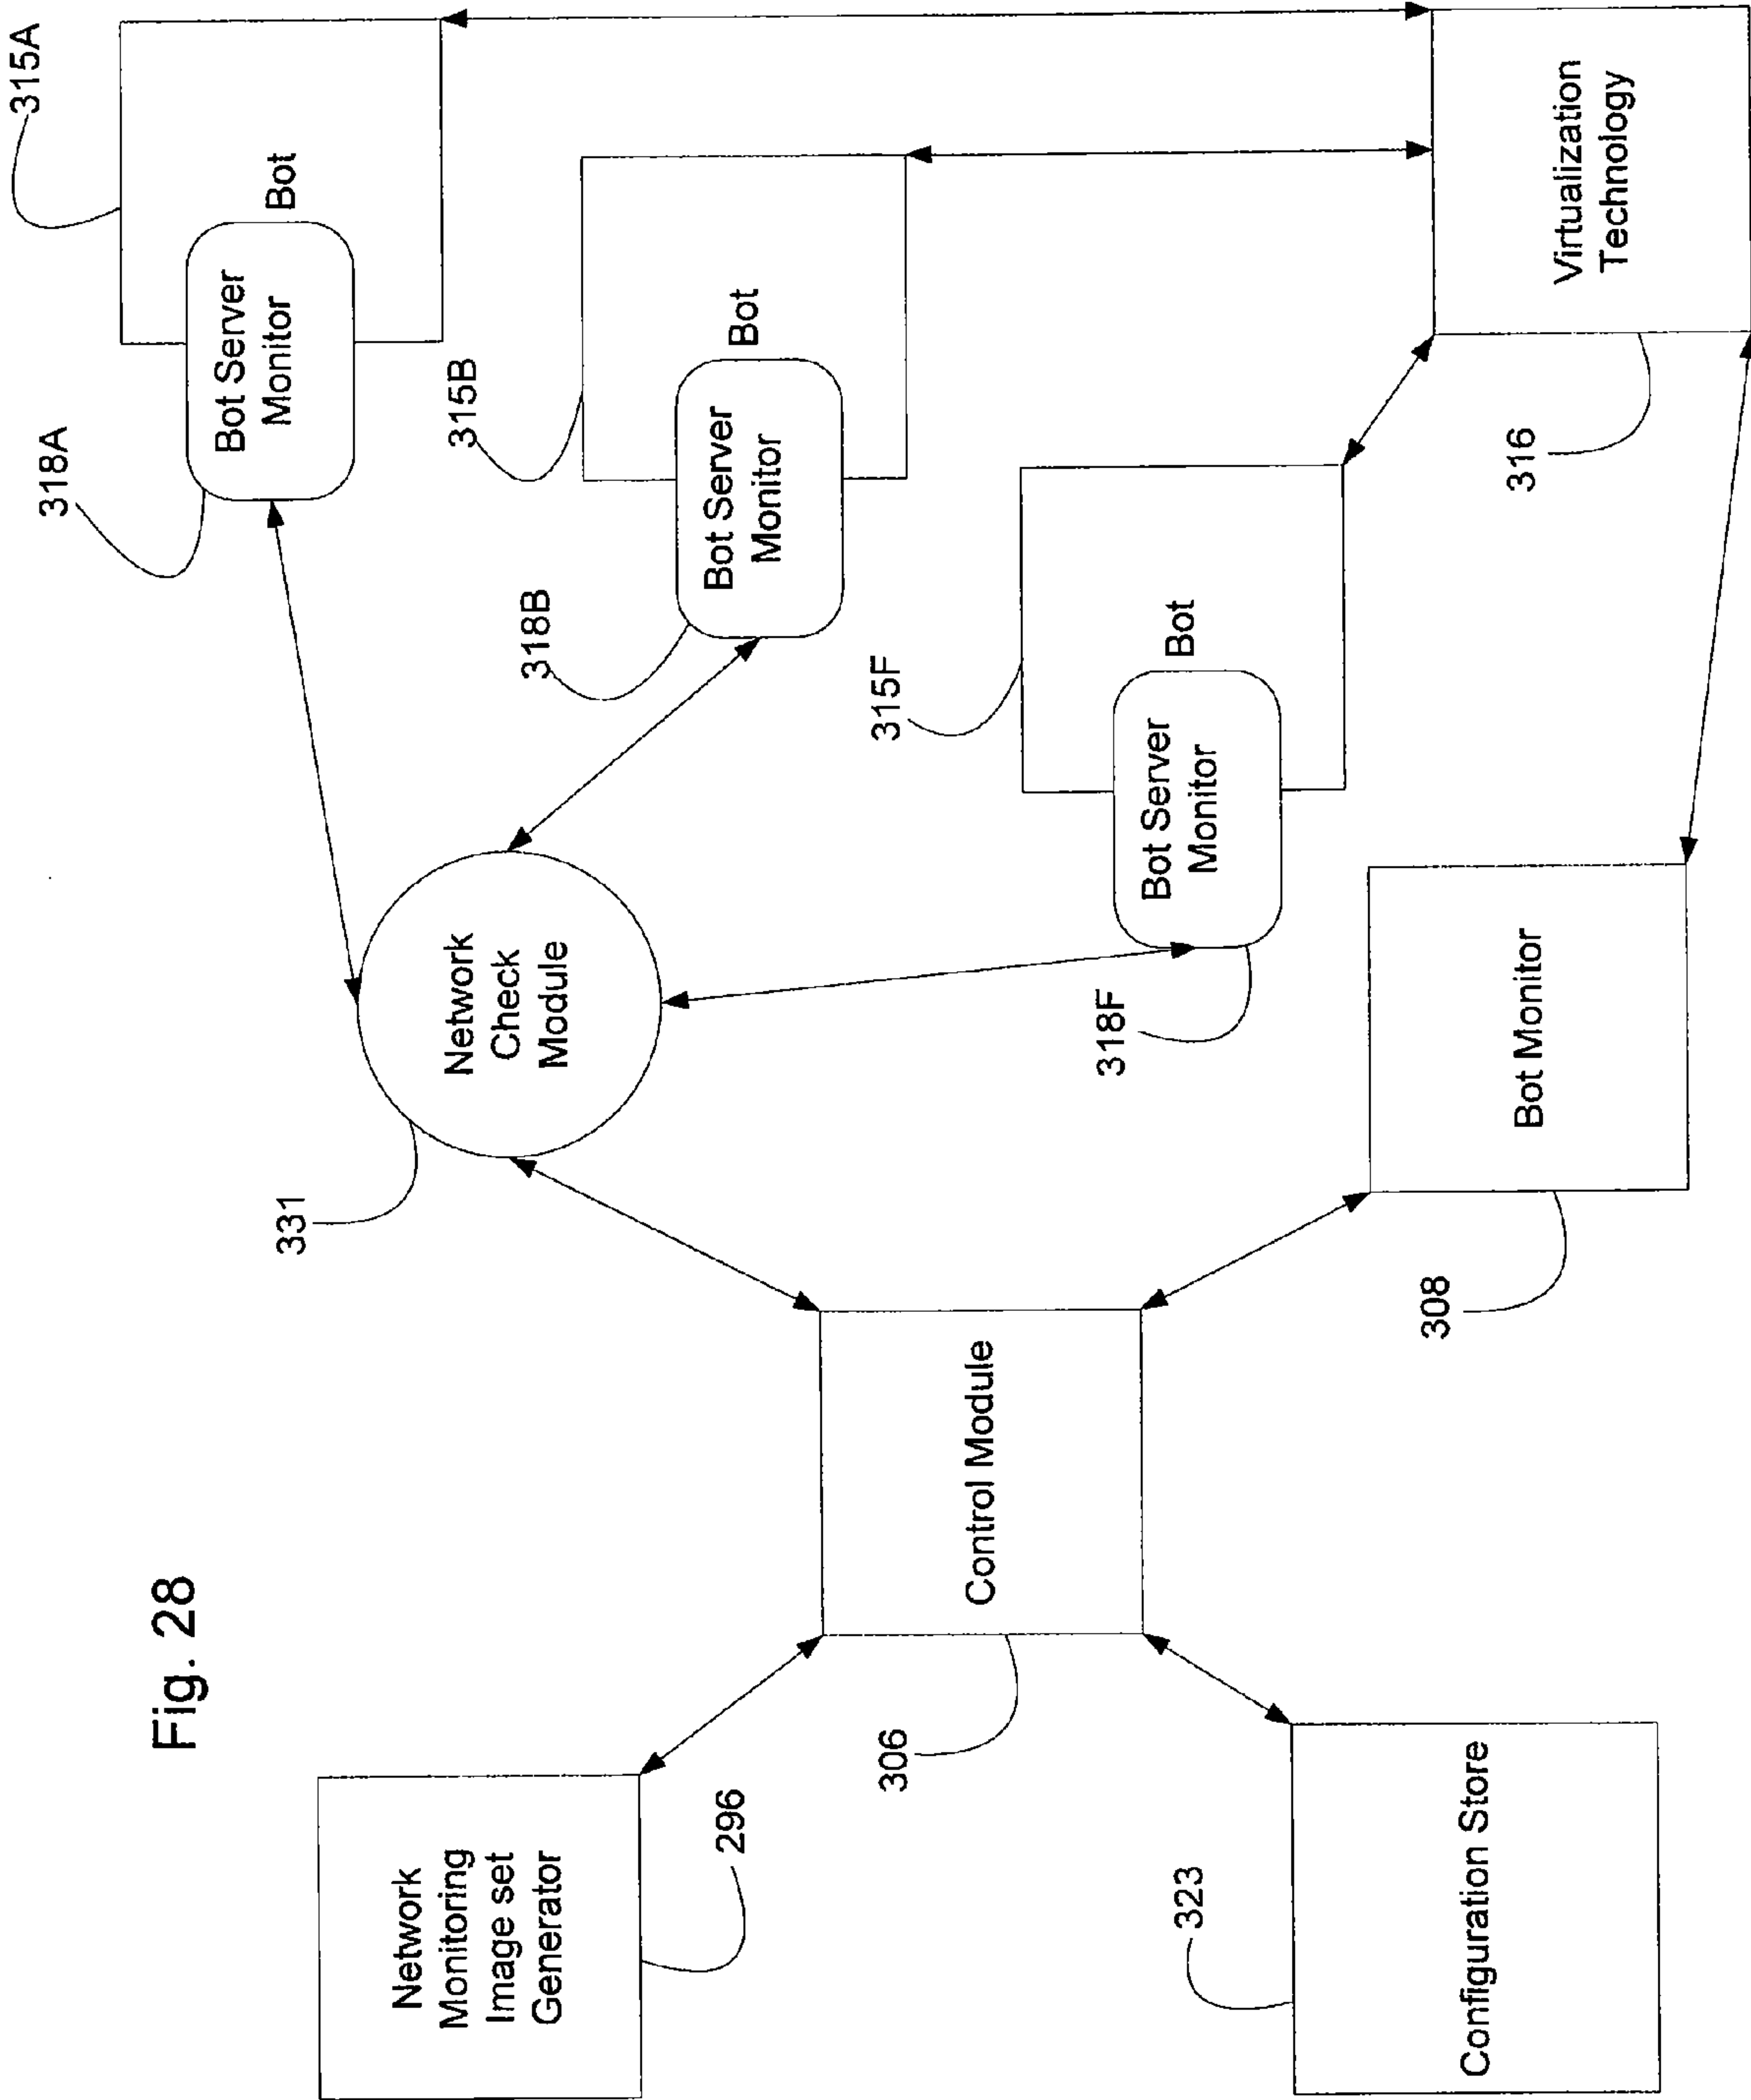 Fig. 28
Network
Monitoring
Image set
Generator
296
Configuration Store
323
Control Module
306
Network
Check
Module
331
Bot Monitor
308
Bot Server
Monitor
318A
Bot
315A
Bot Server
Monitor
318B
Bot
315B
Bot Server
Monitor
318F
Bot
315F
Virtualization
Technology
316